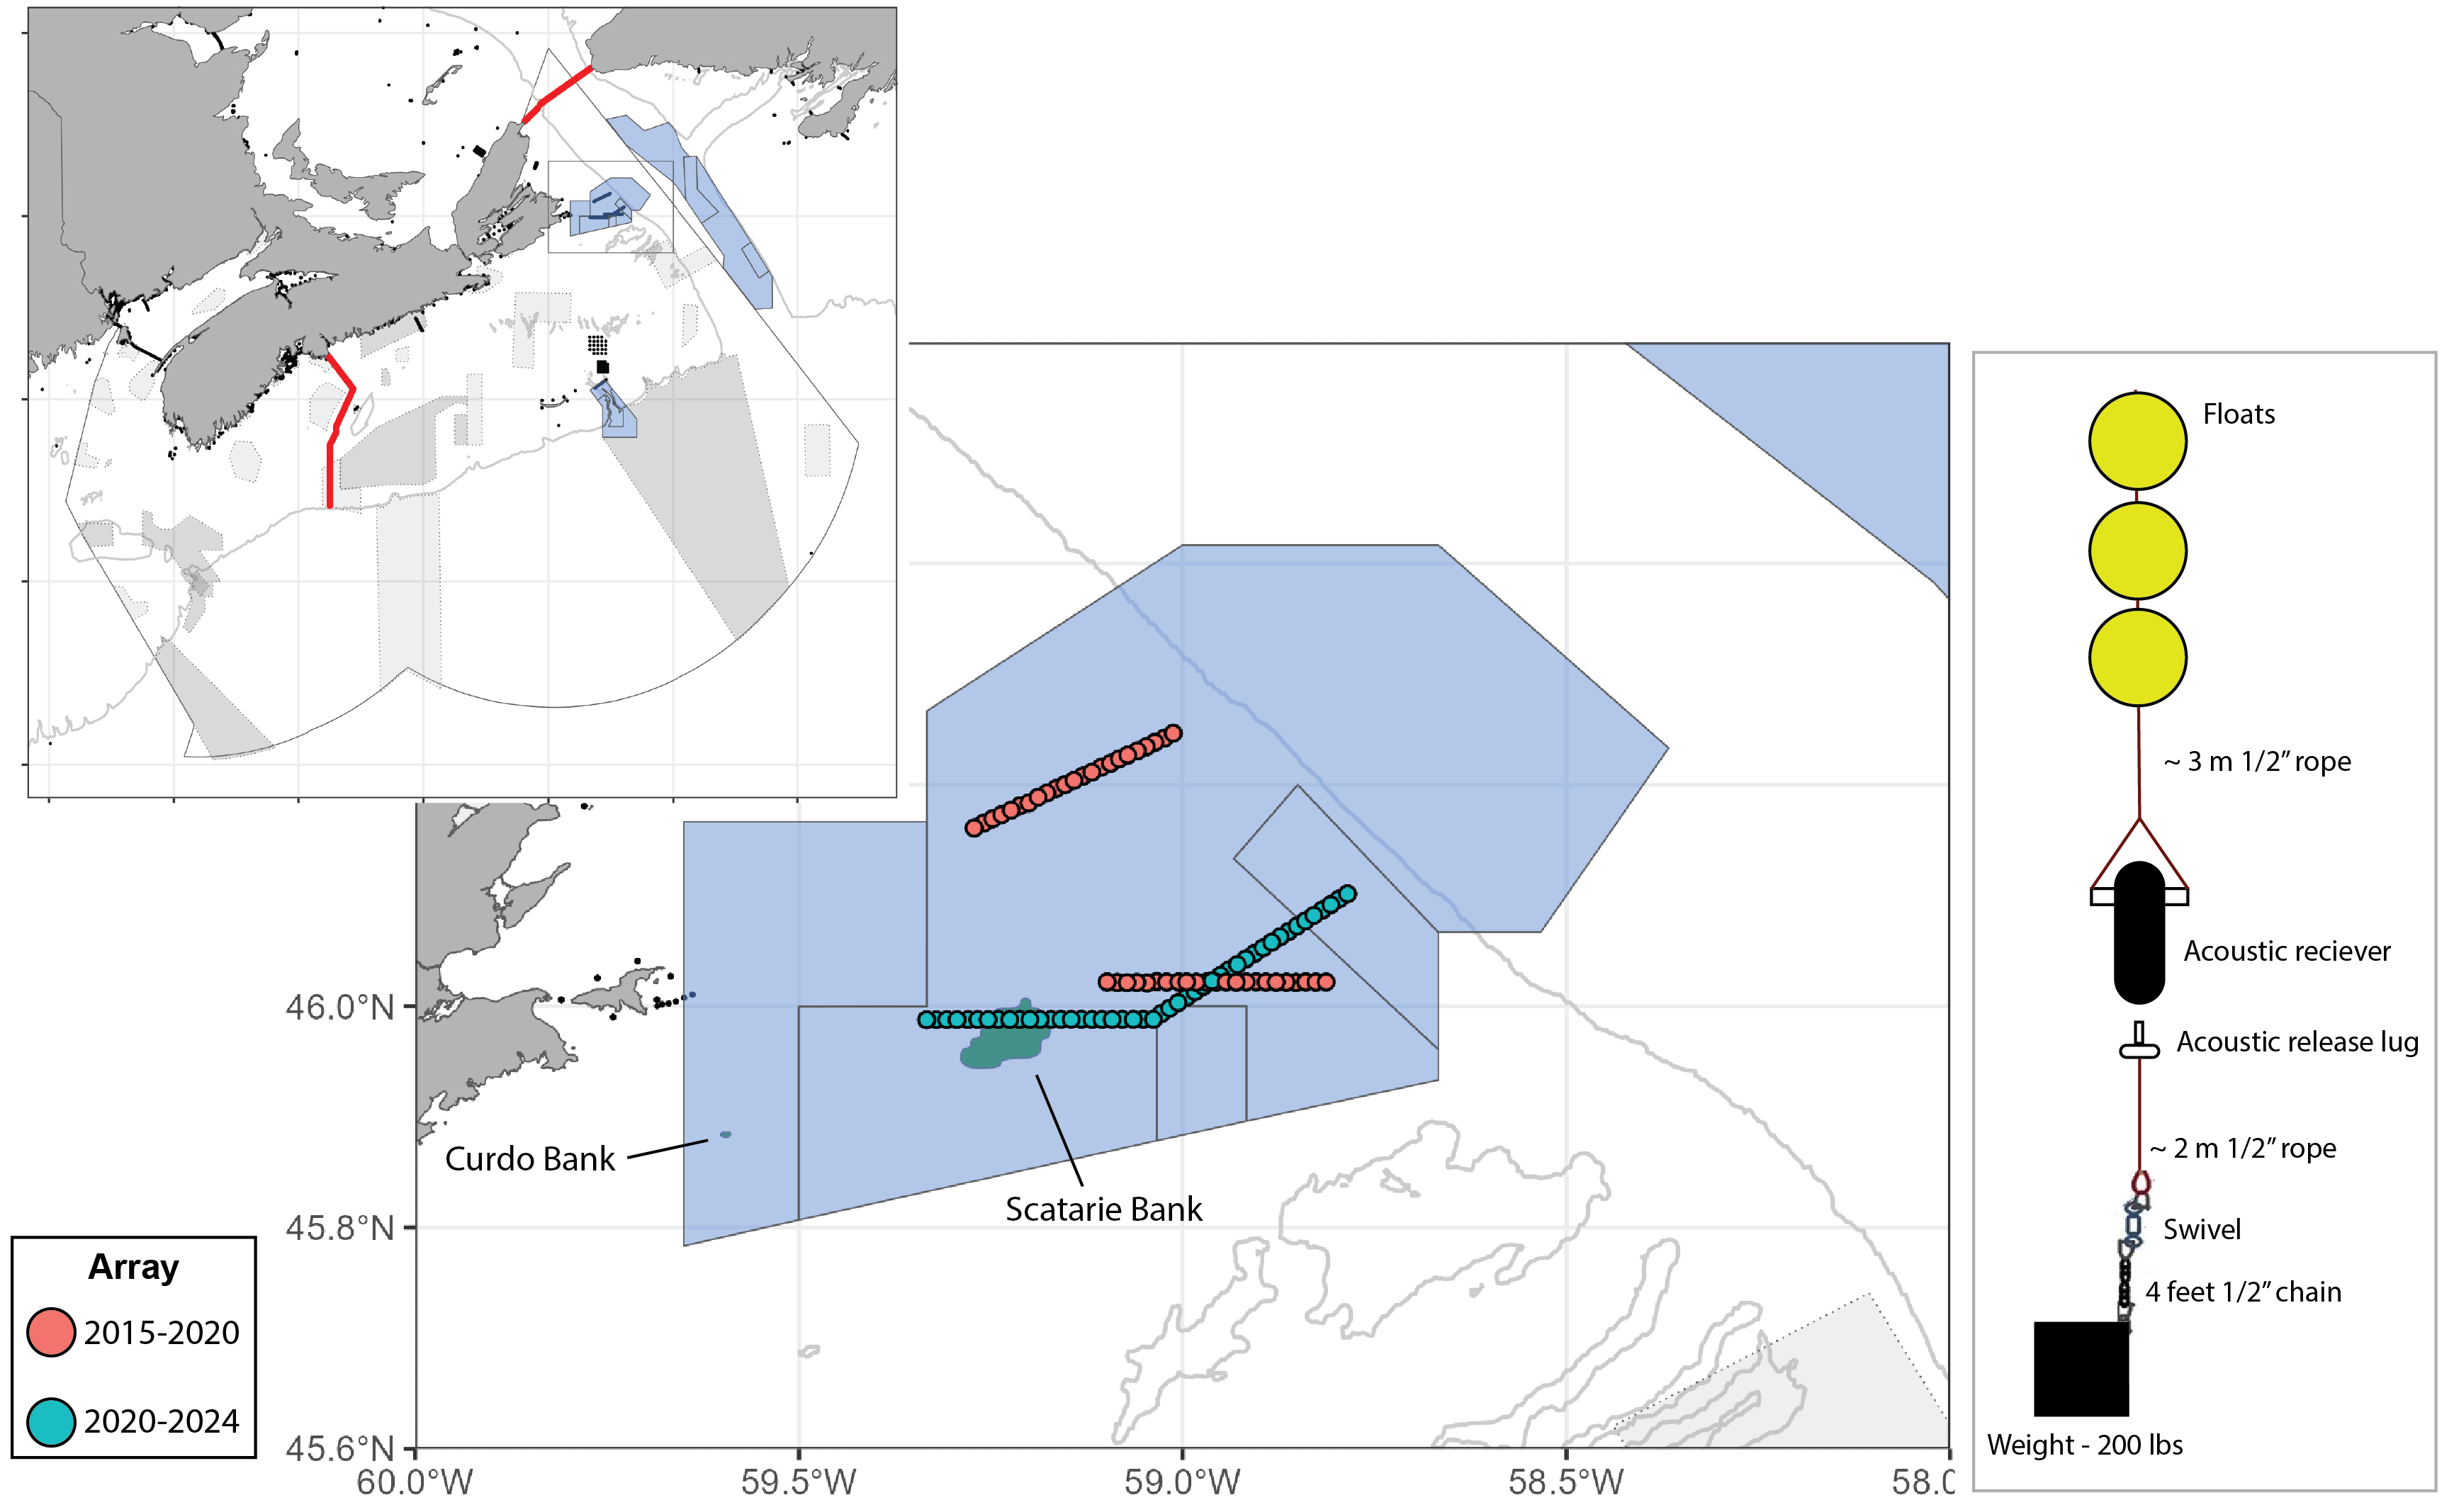 Floats
~ 3 m 1/2” rope
Acoustic reciever
Acoustic release lug
~ 2 m 1/2” rope
Swivel
4 feet 1/2” chain
Weight - 200 lbs
46.0°N
45.8°N
45.6°N
60.0°W
59.5°W
59.0°W
58.5°W
58.0
Curdo Bank
Scatarie Bank
Array
2015-2020
2020-2024